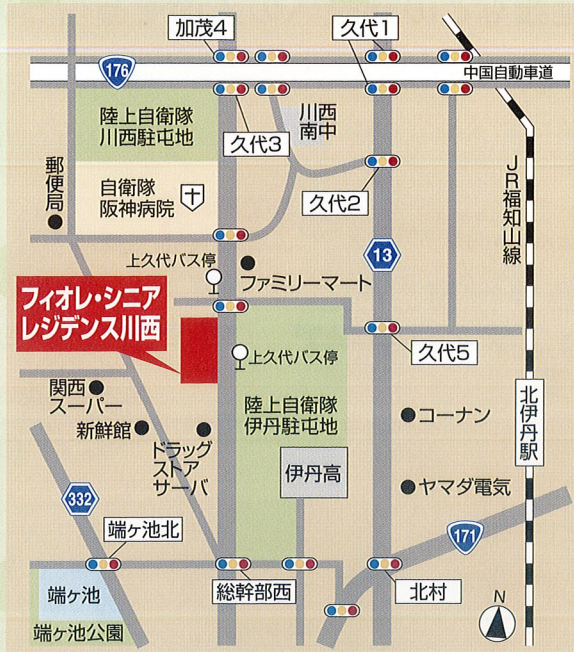 加茂4
久代1
176
中国自動車道
陸上自衛隊
川西駐屯地
川西
南中
久代3
郵便局
自衛隊
阪神病院
久代2
JR福知山線
13
上久代バス停
ファミリーマート
フィオレ・シニア
レジデンス川西
上久代バス停
久代5
関西
スーパー
新鮮館
ドラッグ
ストア
サーバ
陸上自衛隊
伊丹駐屯地
コーナン
北伊丹駅
伊丹高
ヤマダ電気
332
端ヶ池北
171
総幹部西
北村
端ヶ池
端ヶ池公園
N